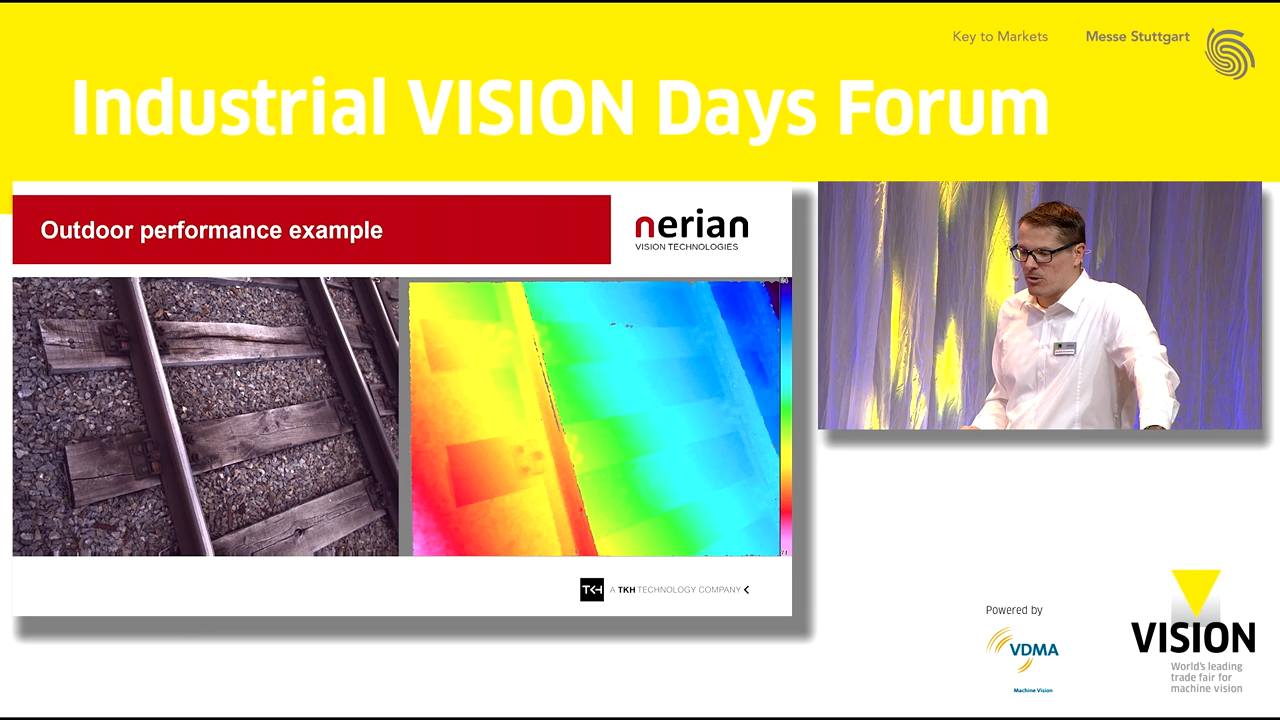 Key to Markets
Messe Stuttgart
Industrial VISION Days Forum
Outdoor performance example
nerian
VISION TECHNOLOGIES
TKH A TKH TECHNOLOGY COMPANY
Powered by
VDMA
Machine Vision
VISION
World's leading
trade fair for
machine vision